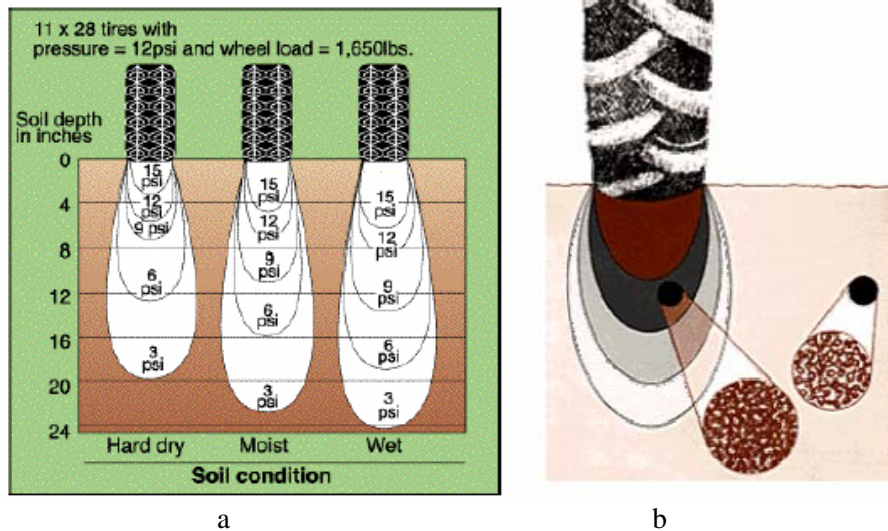 11 x 28 tires with
pressure = 12psi and wheel load = 1,650lbs.
Soil depth
in inches
0
4
8
12
16
20
24
15
psi
12
psi
9 psi
6
psi
3
psi
15
psi
12
psi
9
psi
6
psi
3
psi
15
psi
12
psi
9
psi
6
psi
3
psi
Hard dry Moist Wet
Soil condition
a b